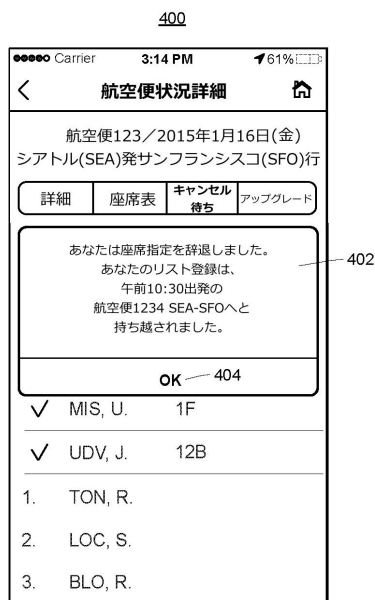 400
Carrier 3:14 PM 61%
航空便状況詳細
航空便123／2015年1月16日(金)
シアトル(SEA)発サンフランシスコ(SFO)行
詳細 座席表 キャンセル待ち アップグレード
あなたは座席指定を辞退しました。
あなたのリスト登録は、
午前10:30出発の
航空便1234 SEA-SFOへと
持ち越されました。
402
OK 404
MIS, U. 1F
UDV, J. 12B
1. TON, R.
2. LOC, S.
3. BLO, R.